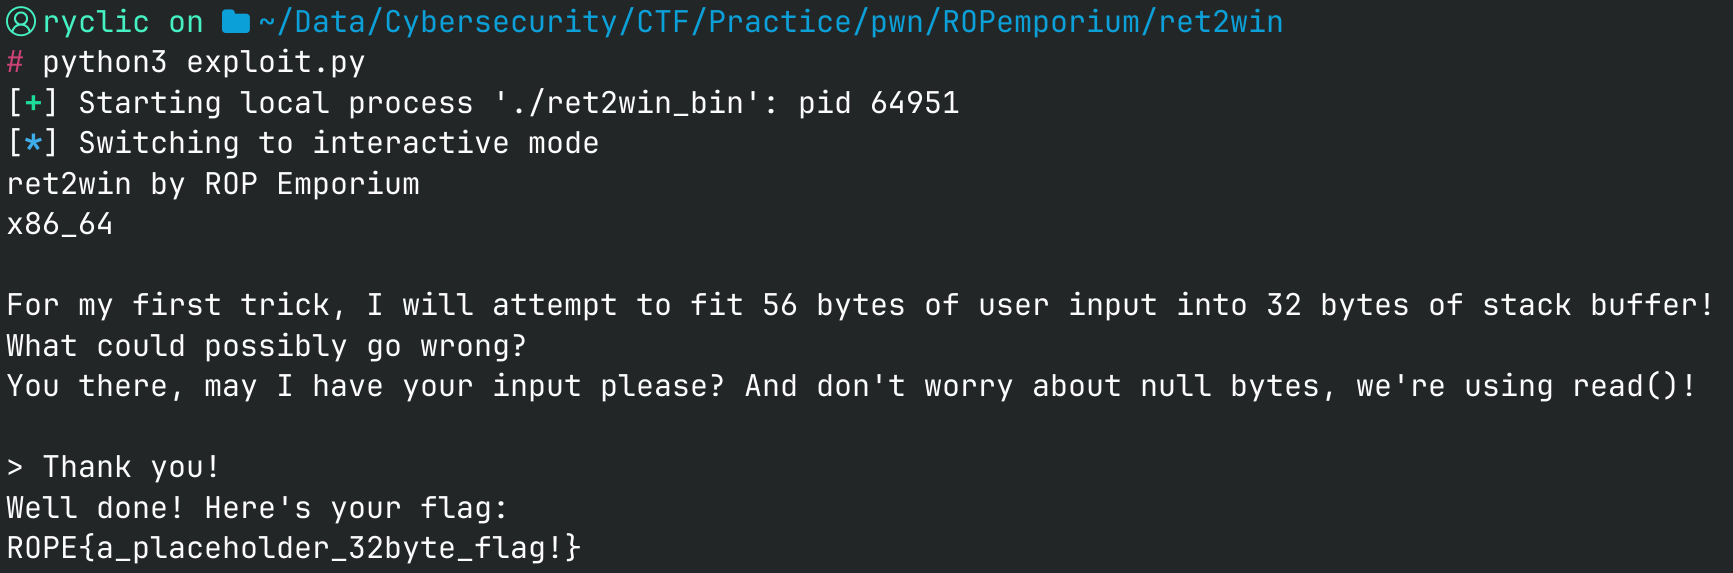 ryclic on ~/Data/Cybersecurity/CTF/Practice/pwn/ROPemporium/ret2win
# python3 exploit.py
[+] Starting local process './ret2win_bin': pid 64951
[*] Switching to interactive mode
ret2win by ROP Emporium
x86_64
For my first trick, I will attempt to fit 56 bytes of user input into 32 bytes of stack buffer!
What could possibly go wrong?
You there, may I have your input please? And don't worry about null bytes, we're using read()!
> Thank you!
Well done! Here's your flag:
ROPE{a_placeholder_32byte_flag!}